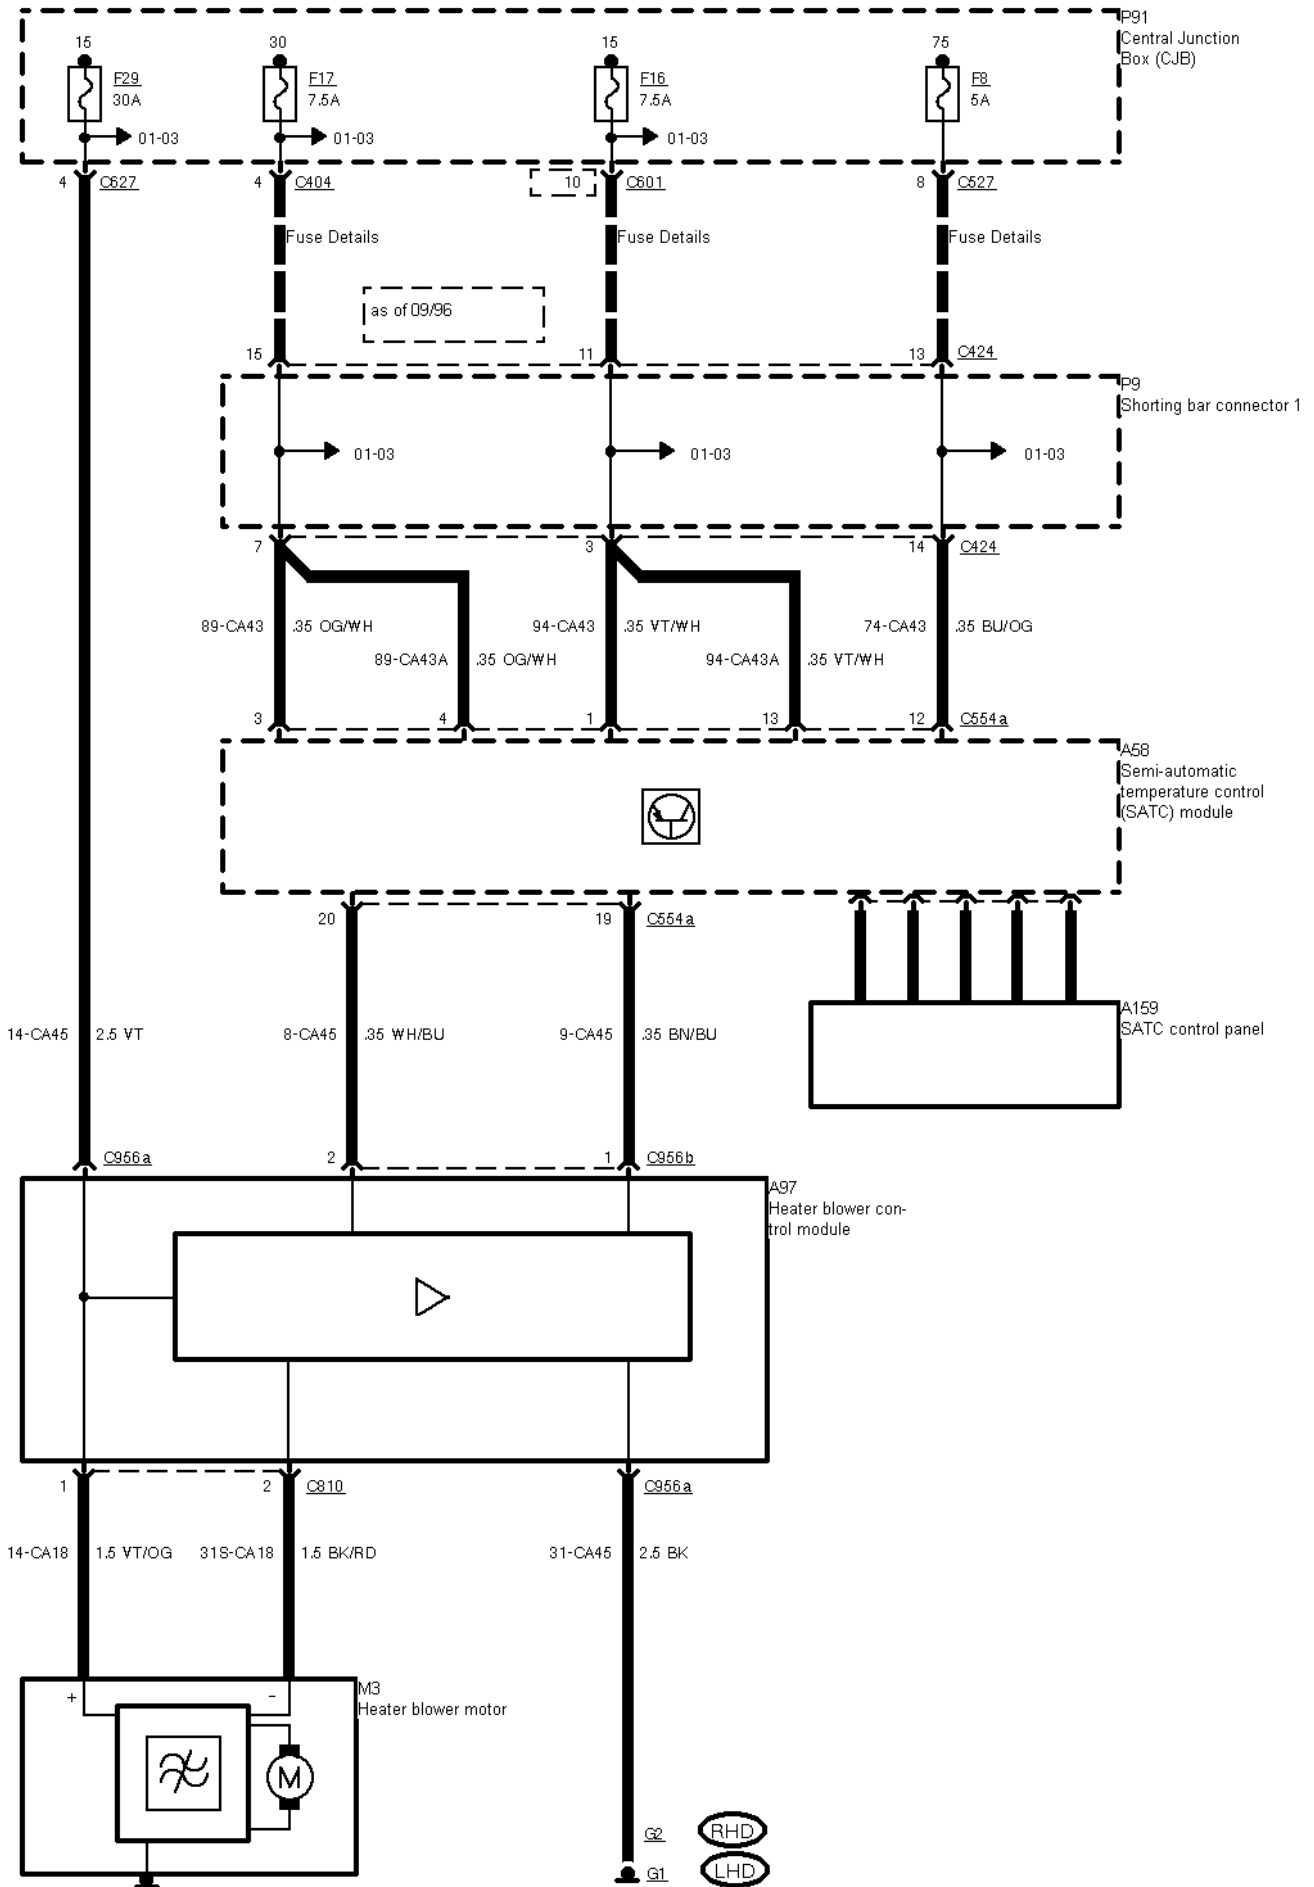 P91
Central Junction
Box (CJB)
15
30
15
75
F29
30A
F17
7.5A
F16
7.5A
F8
5A
01-03
01-03
01-03
4
C627
4
C404
10
C601
8
C527
Fuse Details
Fuse Details
Fuse Details
as of 09/96
15
11
13
C424
P9
Shorting bar connector 1
01-03
01-03
01-03
7
3
14
C424
89-CA43
.35 OG/WH
94-CA43
.35 VT/WH
74-CA43
.35 BU/OG
89-CA43A
.35 OG/WH
94-CA43A
.35 VT/WH
3
4
1
13
12
C554a
A58
Semi-automatic
temperature control
(SATC) module
20
19
C554a
A159
SATC control panel
14-CA45
2.5 VT
8-CA45
.35 WH/BU
9-CA45
.35 BN/BU
C956a
2
1
C956b
A97
Heater blower con-
trol module
1
2
C810
C956a
14-CA18
1.5 VT/OG
31S-CA18
1.5 BK/RD
31-CA45
2.5 BK
M3
Heater blower motor
+
-
M
G2
RHD
G1
LHD